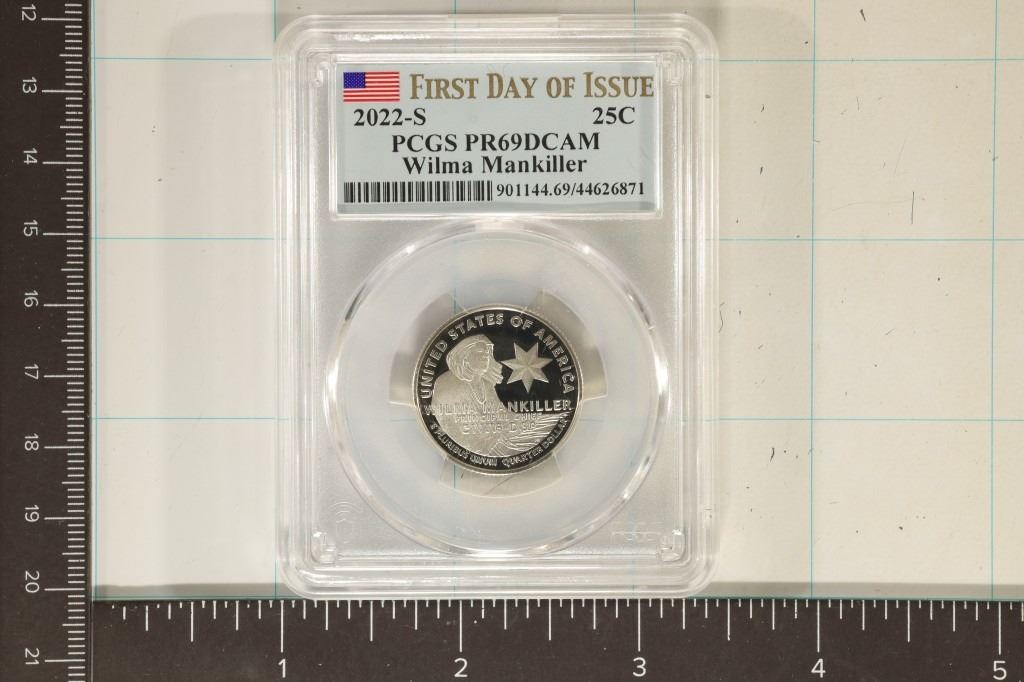 FIRST DAY OF ISSUE
2022-S 25C
PCGS PR69DCAM
Wilma Mankiller
901144.69/44626871
UNITED STATES OF AMERICA
WILMA MANKILLER
PRINCIPAL CHIEF
E PLURIBUS UNUM QUARTER DOLLAR
12
13
14
15
16
17
18
19
20
21
1 2 3 4 5